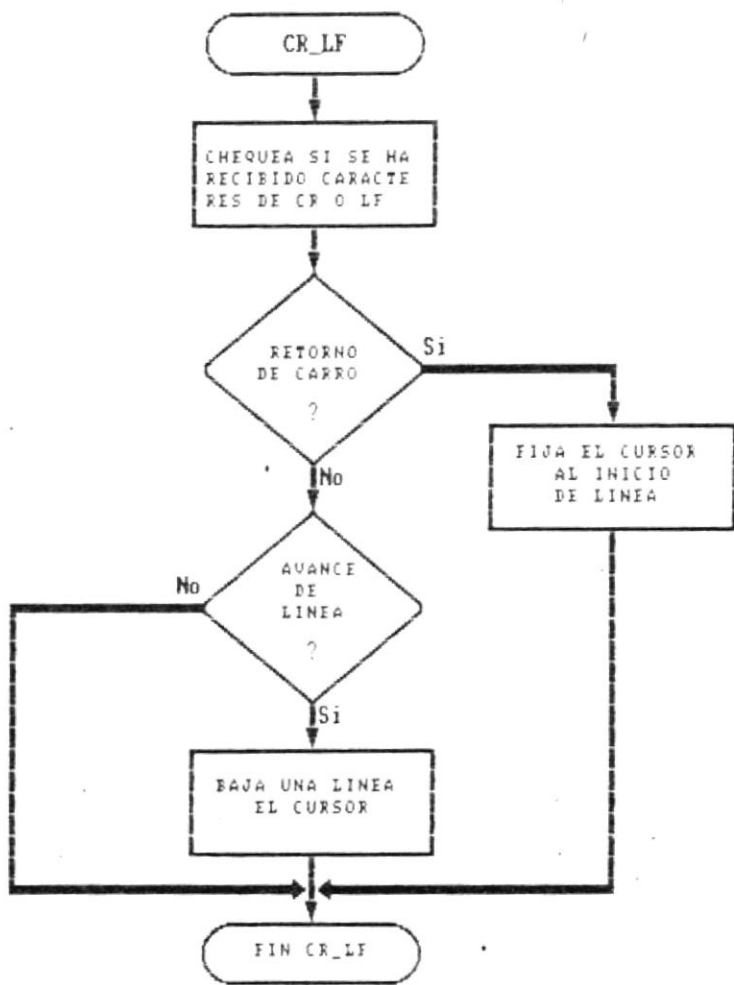 CR_LF
CHEQUEA SI SE HA
RECIBIDO CARACTE
RES DE CR O LF
RETORNO
DE CARRO
?
Si
FIJA EL CURSOR
AL INICIO
DE LINEA
No
AVANCE
DE
LINEA
?
No
Si
BAJA UNA LINEA
EL CURSOR
FIN CR_LF